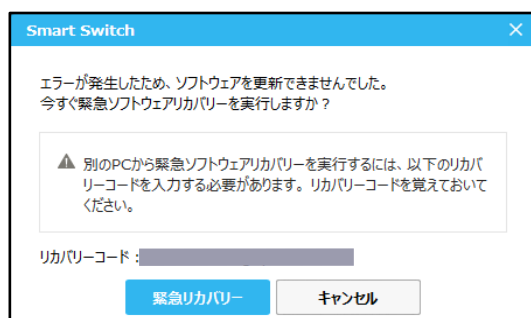 Smart Switch
エラーが発生したため、ソフトウェアを更新できませんでした。
今すぐ緊急ソフトウェアリカバリーを実行しますか？
別のPCから緊急ソフトウェアリカバリーを実行するには、以下のリカバ
リーコードを入力する必要があります。リカバリーコードを覚えておいて
ください。
リカバリーコード：
緊急リカバリー キャンセル